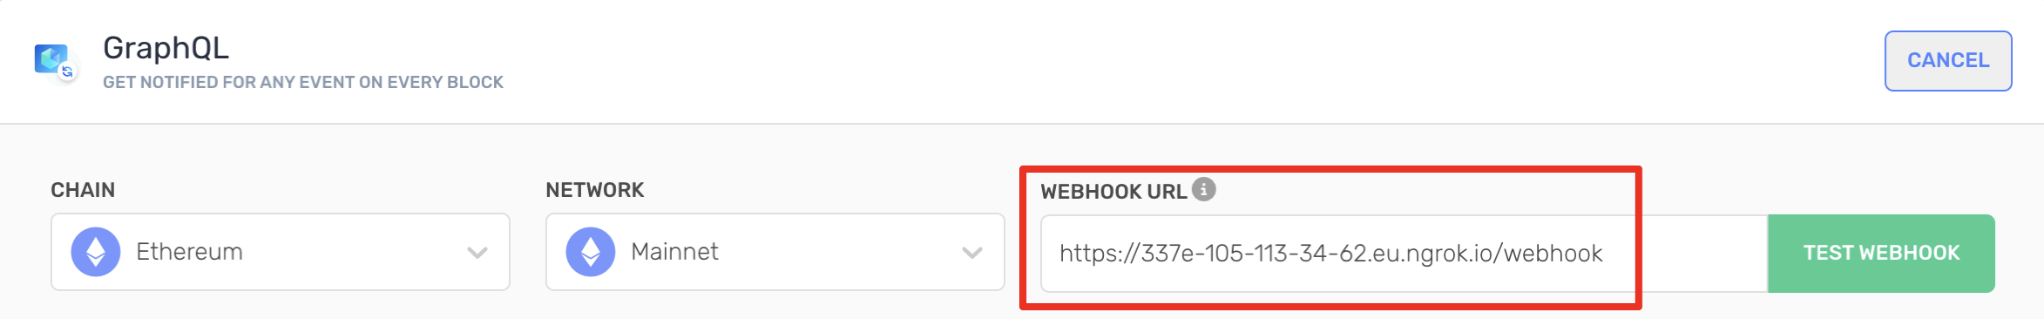 GraphQL
GET NOTIFIED FOR ANY EVENT ON EVERY BLOCK
CANCEL
CHAIN
Ethereum
NETWORK
Mainnet
WEBHOOK URL
https://337e-105-113-34-62.eu.ngrok.io/webhook
TEST WEBHOOK